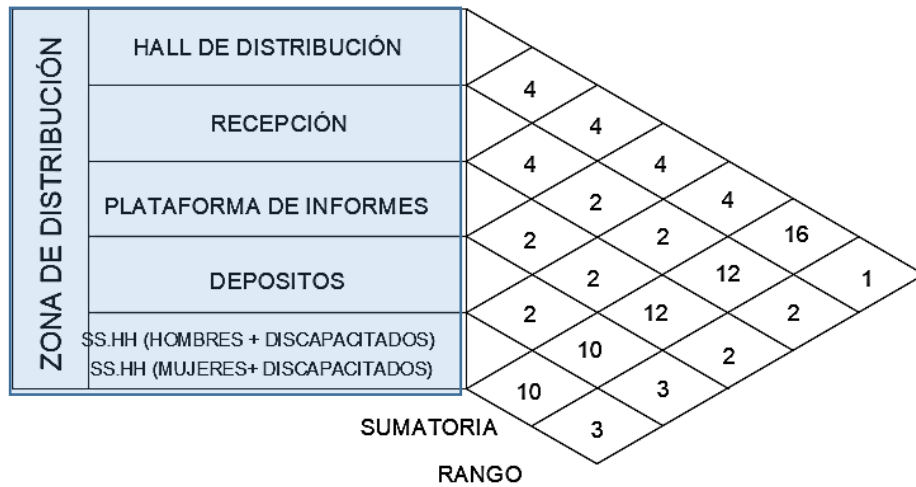 ZONA DE DISTRIBUCIÓN
HALL DE DISTRIBUCIÓN
RECEPCIÓN
PLATAFORMA DE INFORMES
DEPOSITOS
SS.HH (HOMBRES + DISCAPACITADOS)
SS.HH (MUJERES+ DISCAPACITADOS)
4
4
4 4
2 4
2 2 16
2 12 1
2 12 2
10 2
10 3
3
SUMATORIA
RANGO